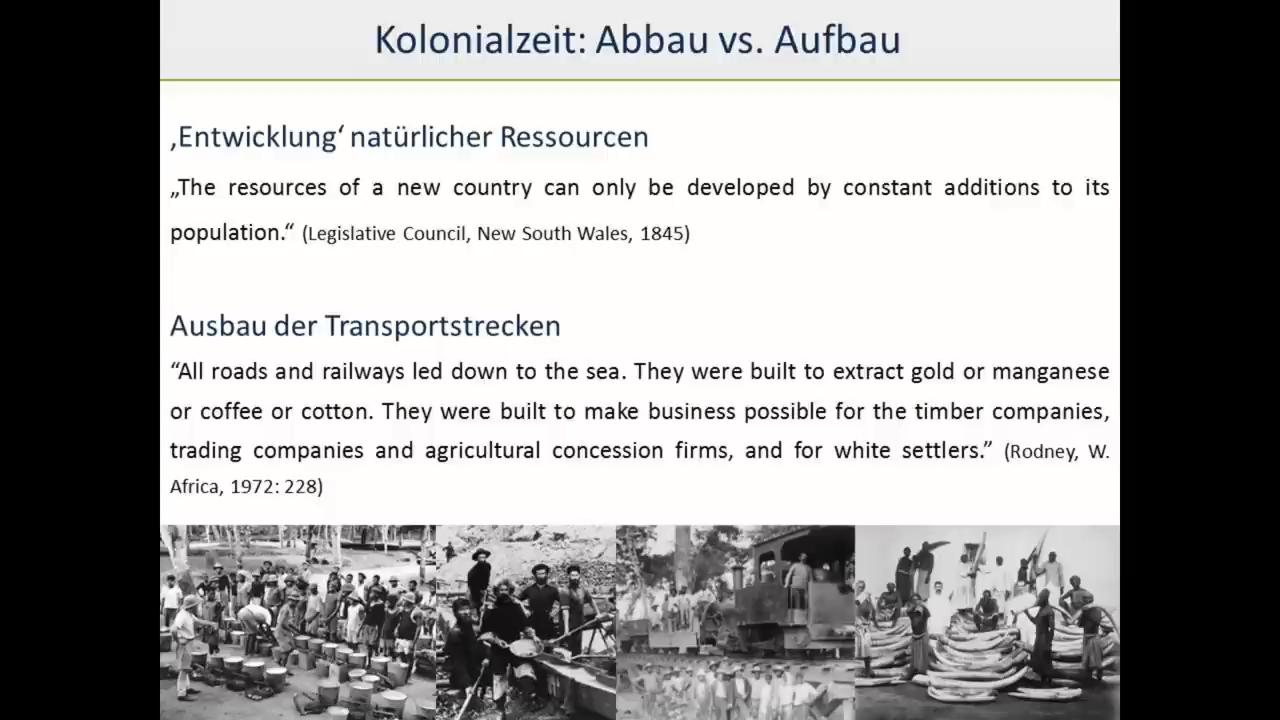 Kolonialzeit: Abbau vs. Aufbau
‚Entwicklung‘ natürlicher Ressourcen
„The resources of a new country can only be developed by constant additions to its
population.“ (Legislative Council, New South Wales, 1845)
Ausbau der Transportstrecken
“All roads and railways led down to the sea. They were built to extract gold or manganese
or coffee or cotton. They were built to make business possible for the timber companies,
trading companies and agricultural concession firms, and for white settlers.” (Rodney, W.
Africa, 1972: 228)